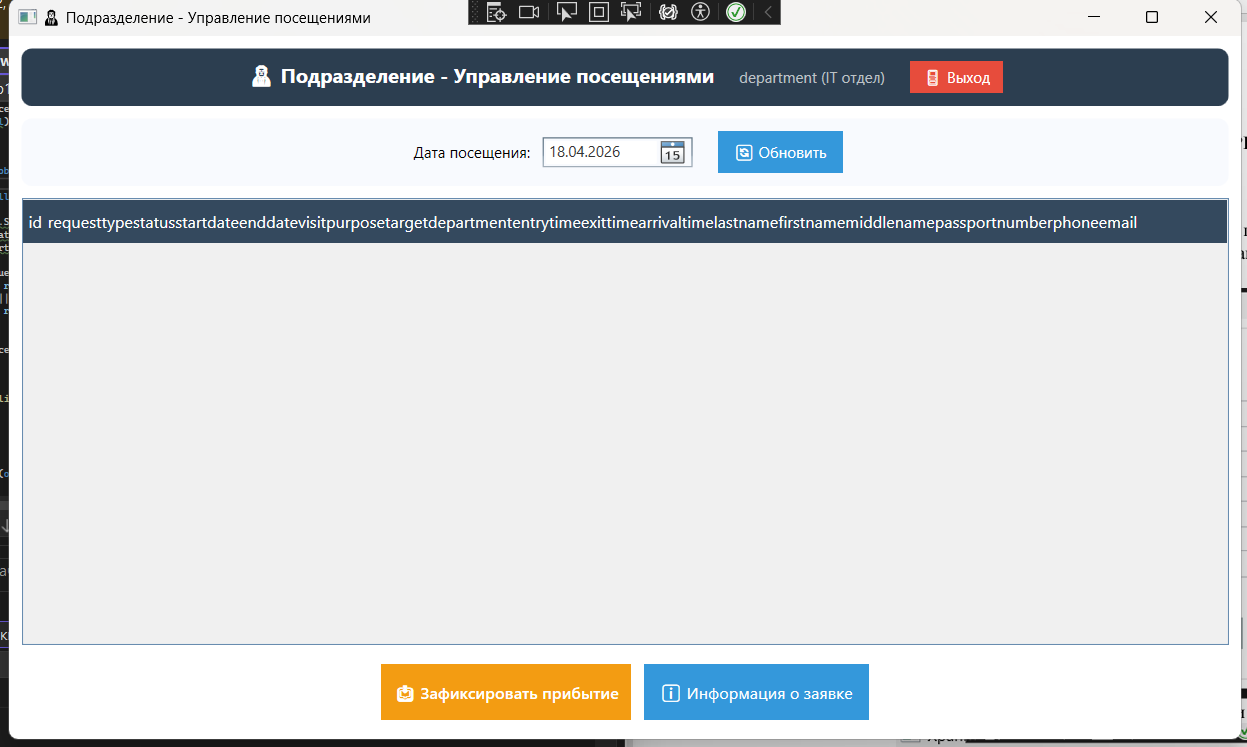 Подразделение - Управление посещениями
Подразделение - Управление посещениями department (IT отдел) Выход
Дата посещения: 18.04.2026 15 Обновить
id requesttypestatusstartdateenddatevisitpurposetargetdepartmententrytimeexittimearrivaltimelastnamefirstnamemiddlenamepassportnumberphoneemail
Зафиксировать прибытие Информация о заявке